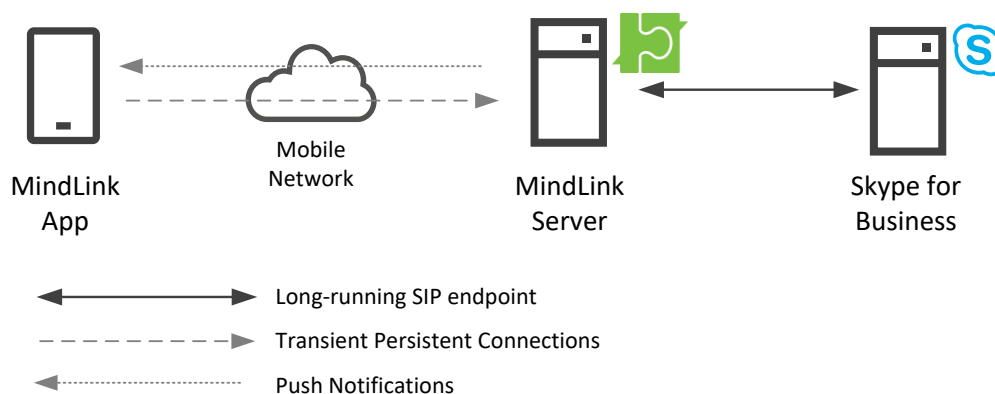 S
Mobile
Network
MindLink
App
MindLink
Server
Skype for
Business
Long-running SIP endpoint
Transient Persistent Connections
Push Notifications